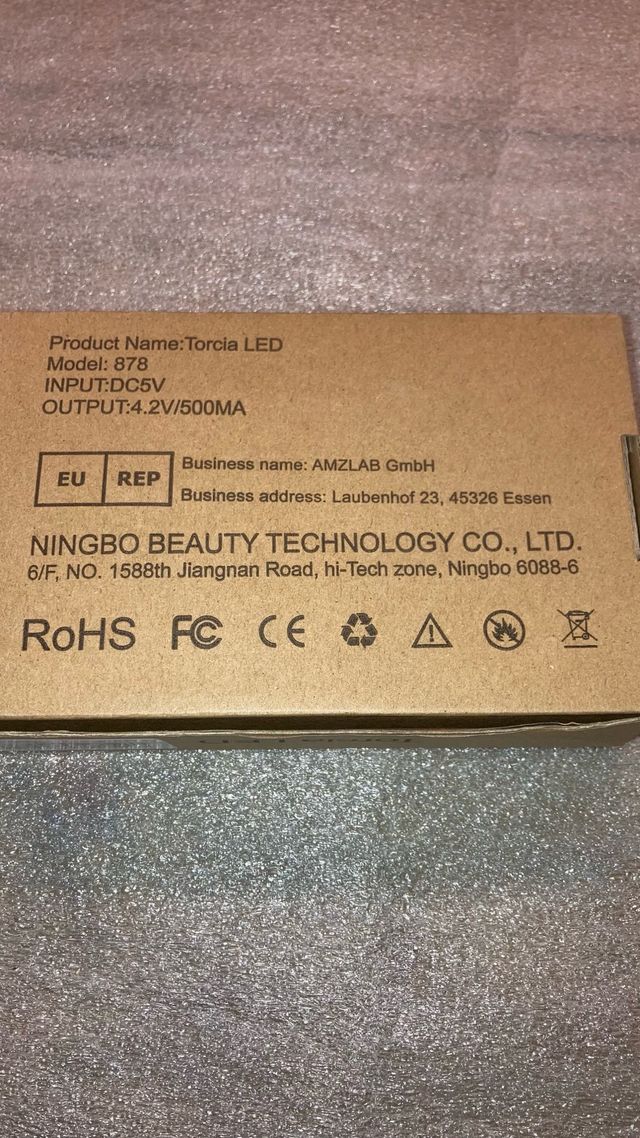 Product Name:Torcia LED
Model: 878
INPUT:DC5V
OUTPUT:4.2V/500MA
EU REP
Business name: AMZLAB GmbH
Business address: Laubenhof 23, 45326 Essen
NINGBO BEAUTY TECHNOLOGY CO., LTD.
6/F, NO. 1588th Jiangnan Road, hi-Tech zone, Ningbo 6088-6
RoHS FC CE